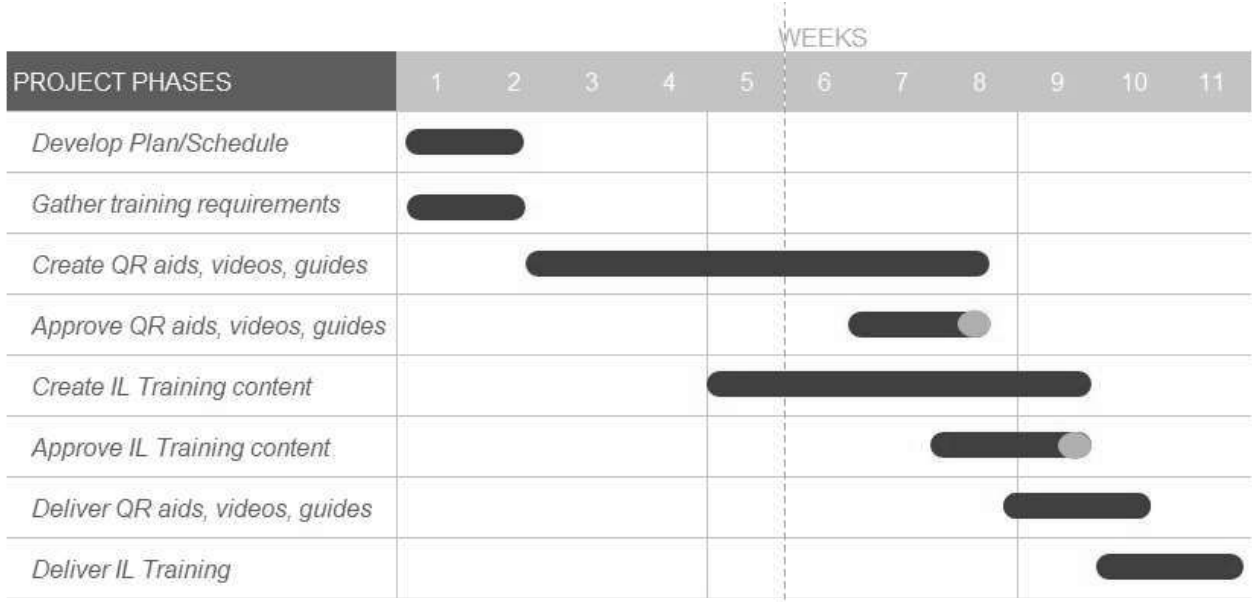 WEEKS
PROJECT PHASES 1 2 3 4 5 6 7 8 9 10 11
Develop Plan/Schedule
Gather training requirements
Create QR aids, videos, guides
Approve QR aids, videos, guides
Create IL Training content
Approve IL Training content
Deliver QR aids, videos, guides
Deliver IL Training